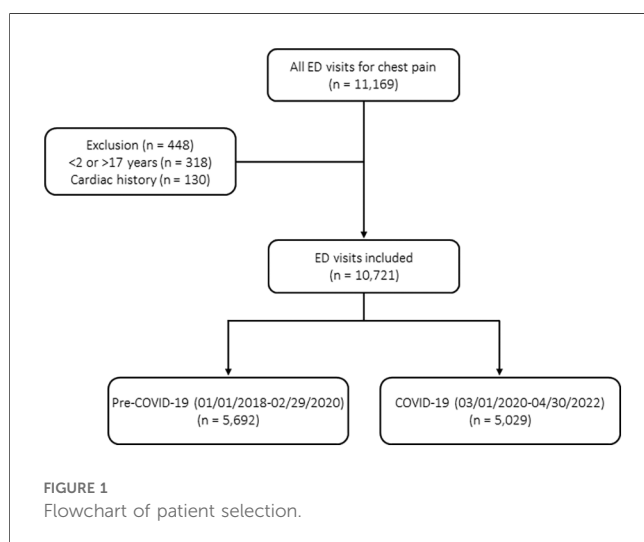 All ED visits for chest pain
(n = 11,169)
Exclusion (n = 448)
<2 or >17 years (n = 318)
Cardiac history (n = 130)
ED visits included
(n = 10,721)
Pre-COVID-19 (01/01/2018-02/29/2020)
(n = 5,692)
COVID-19 (03/01/2020-04/30/2022)
(n = 5,029)
FIGURE 1
Flowchart of patient selection.